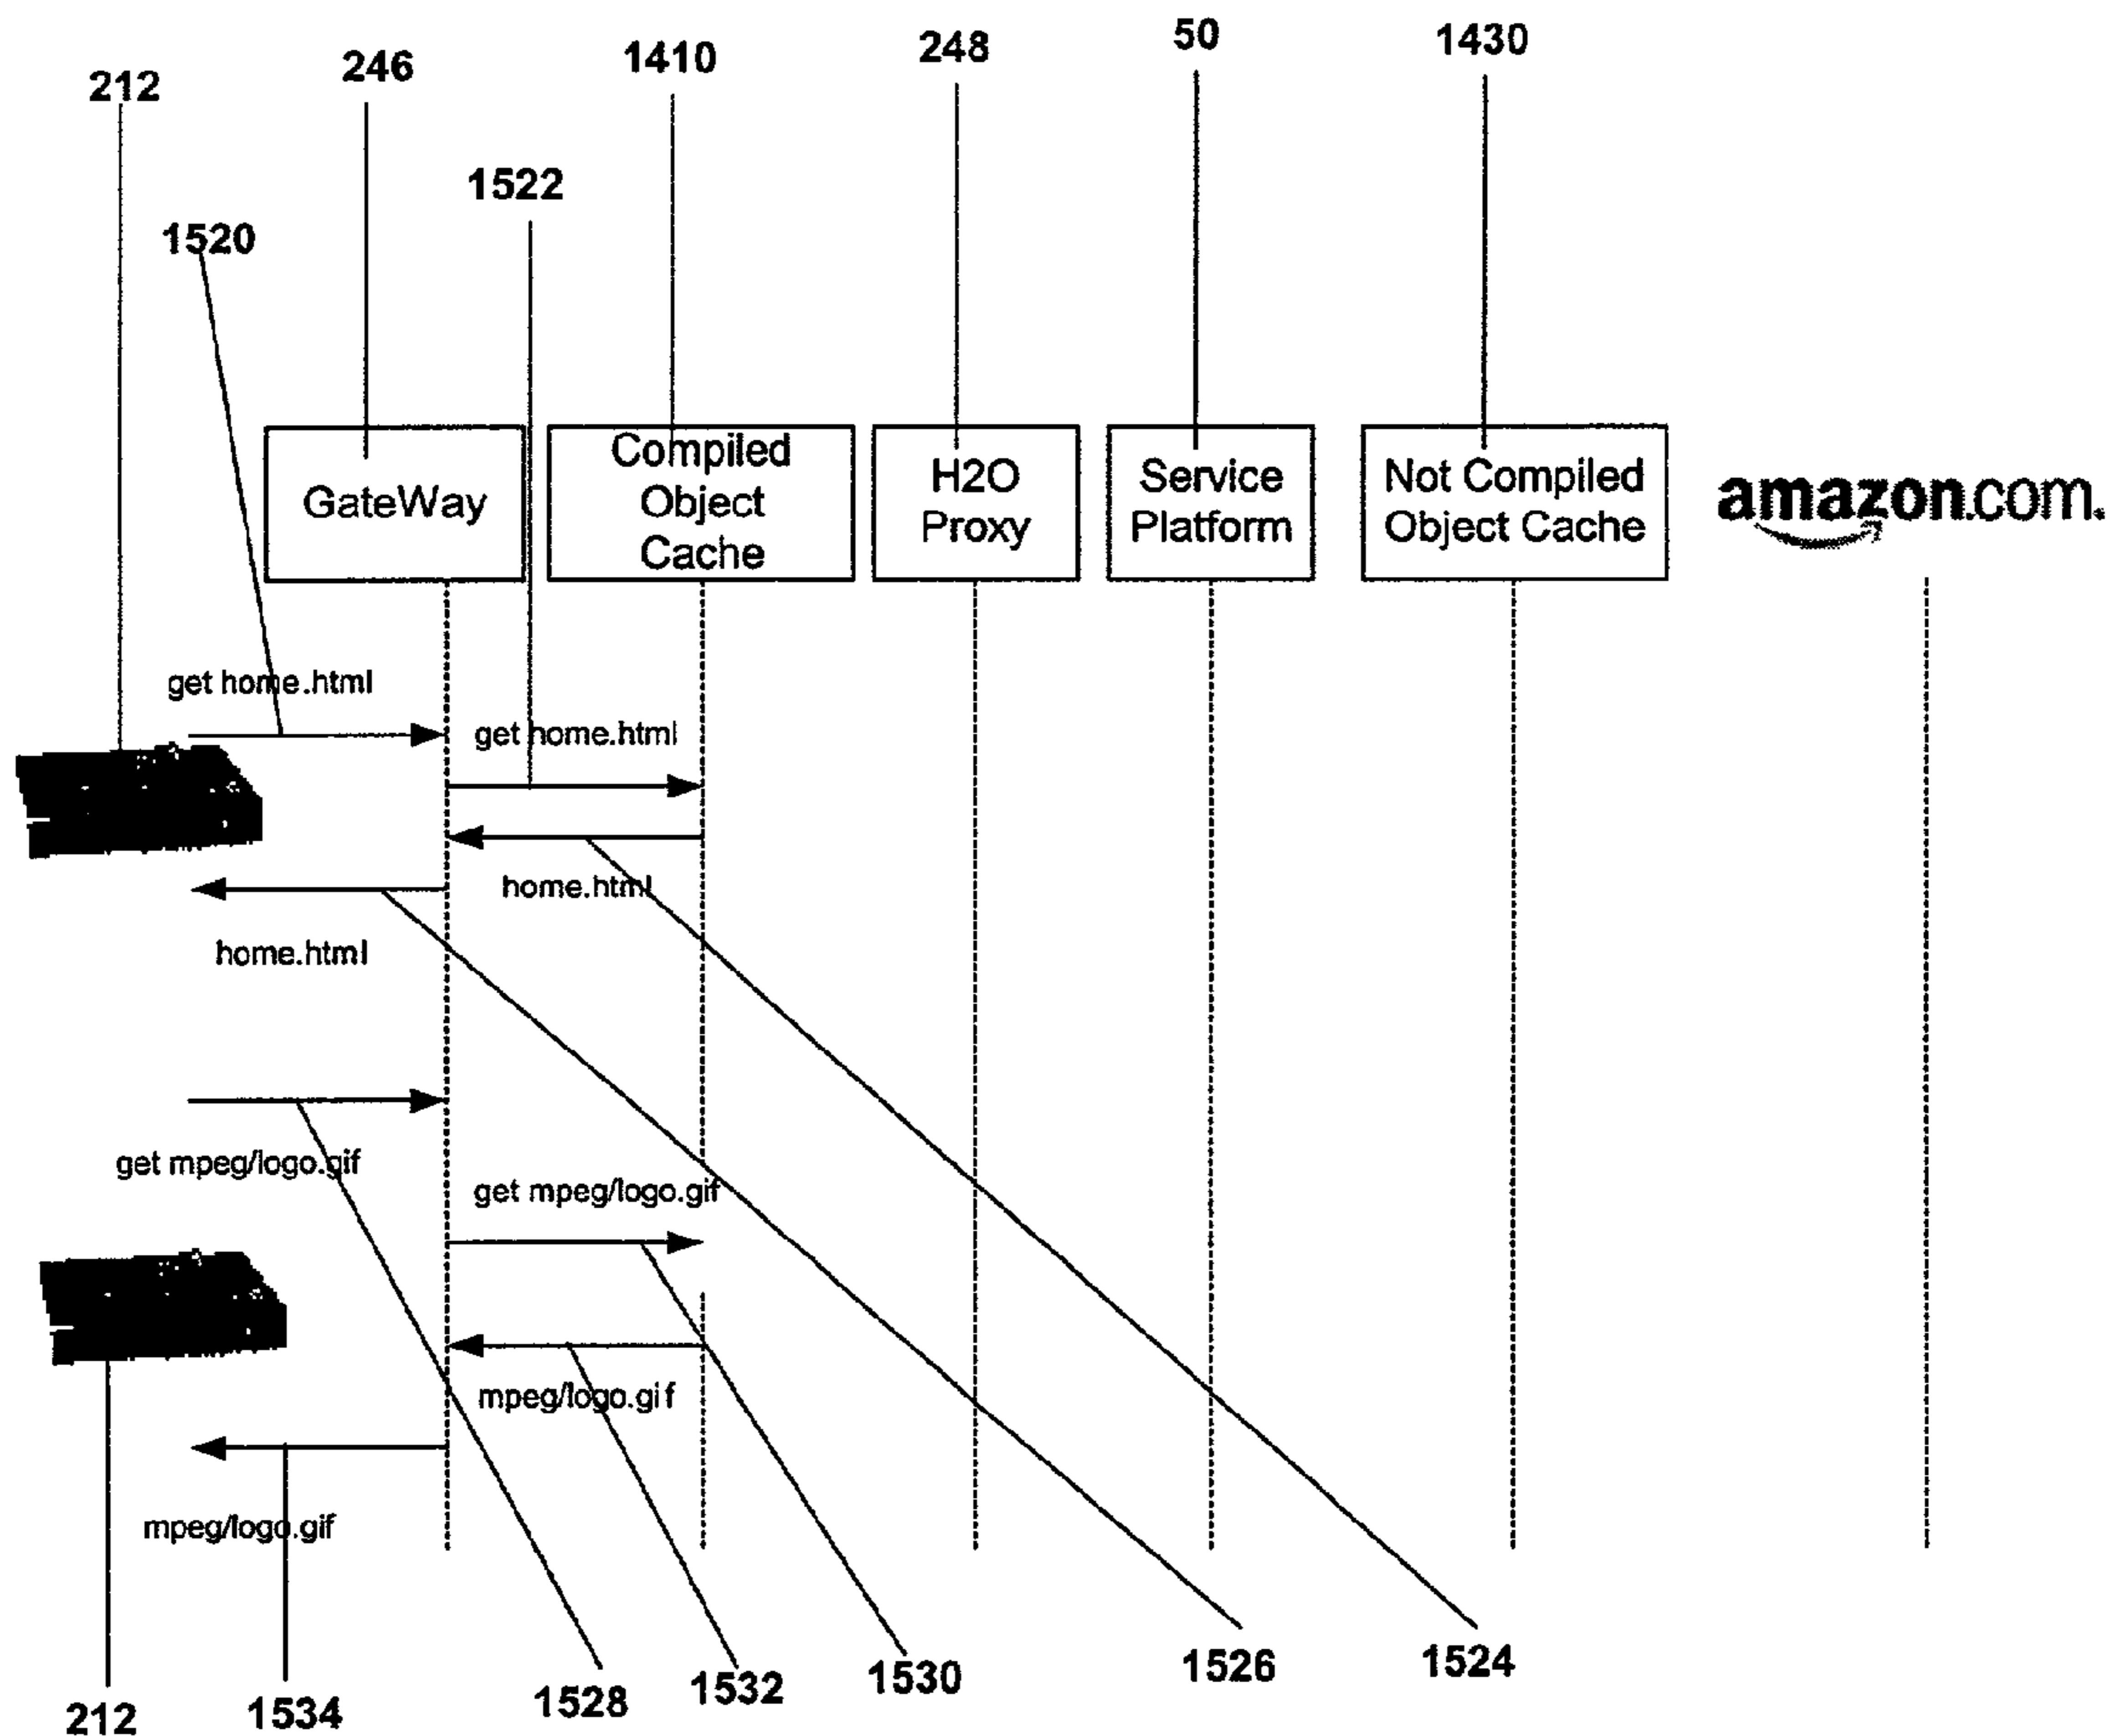 50
1430
248
1410
246
212
1522
1520
GateWay
Compiled
Object
Cache
H2O
Proxy
Service
Platform
Not Compiled
Object Cache
amazon.com.
get home.html
get home.html
home.html
home.html
get mpeg/logo.gif
get mpeg/logo.gif
mpeg/logo.gif
mpeg/logo.gif
212
1534
1528
1532
1530
1526
1524